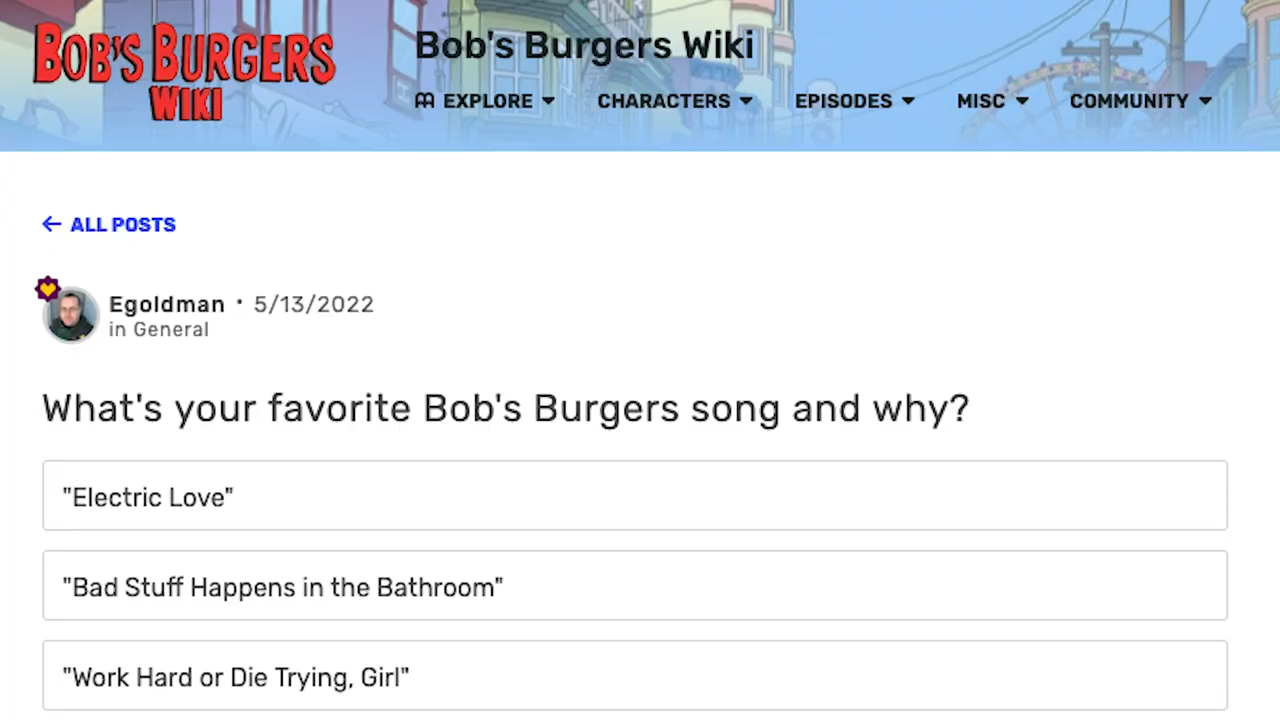 BOB'S BURGERS
WIKI
Bob's Burgers Wiki
EXPLORE CHARACTERS EPISODES MISC COMMUNITY
← ALL POSTS
Egoldman • 5/13/2022
in General
What's your favorite Bob's Burgers song and why?
"Electric Love"
"Bad Stuff Happens in the Bathroom"
"Work Hard or Die Trying, Girl"